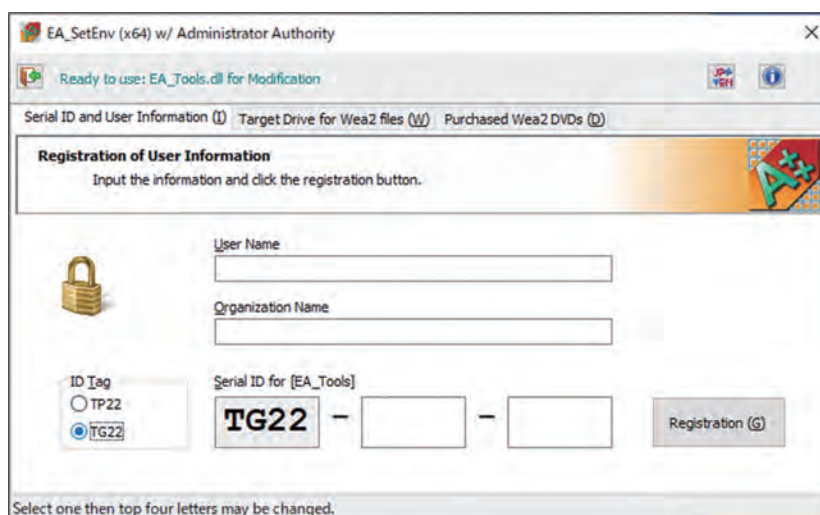 EA_SetEnv (x64) w/ Administrator Authority
Ready to use: EA_Tools.dll for Modification
JP
EN
Serial ID and User Information (I) Target Drive for Wea2 files (W) Purchased Wea2 DVDs (D)
Registration of User Information
Input the information and click the registration button.
A++
User Name
Organization Name
ID Tag
Serial ID for [EA_Tools]
TP22
TG22
TG22 - -
Registration (G)
Select one then top four letters may be changed.